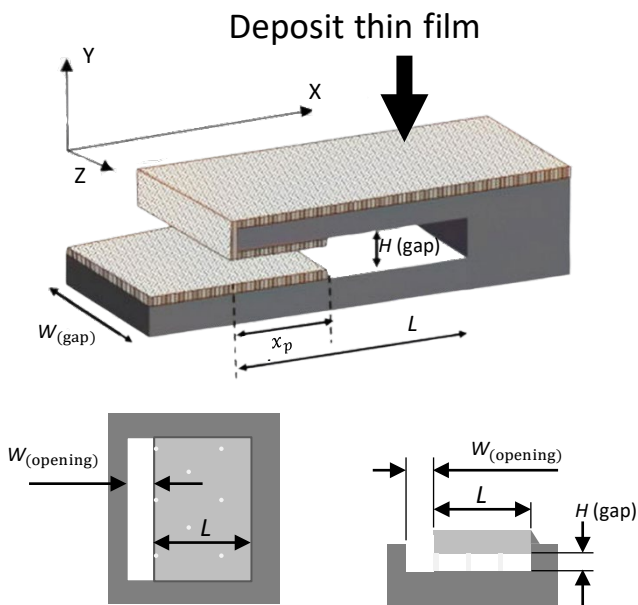 Deposit thin film
Y
X
Z
H (gap)
W(gap)
xₚ
L
W(opening)
W(opening)
L
L
H (gap)